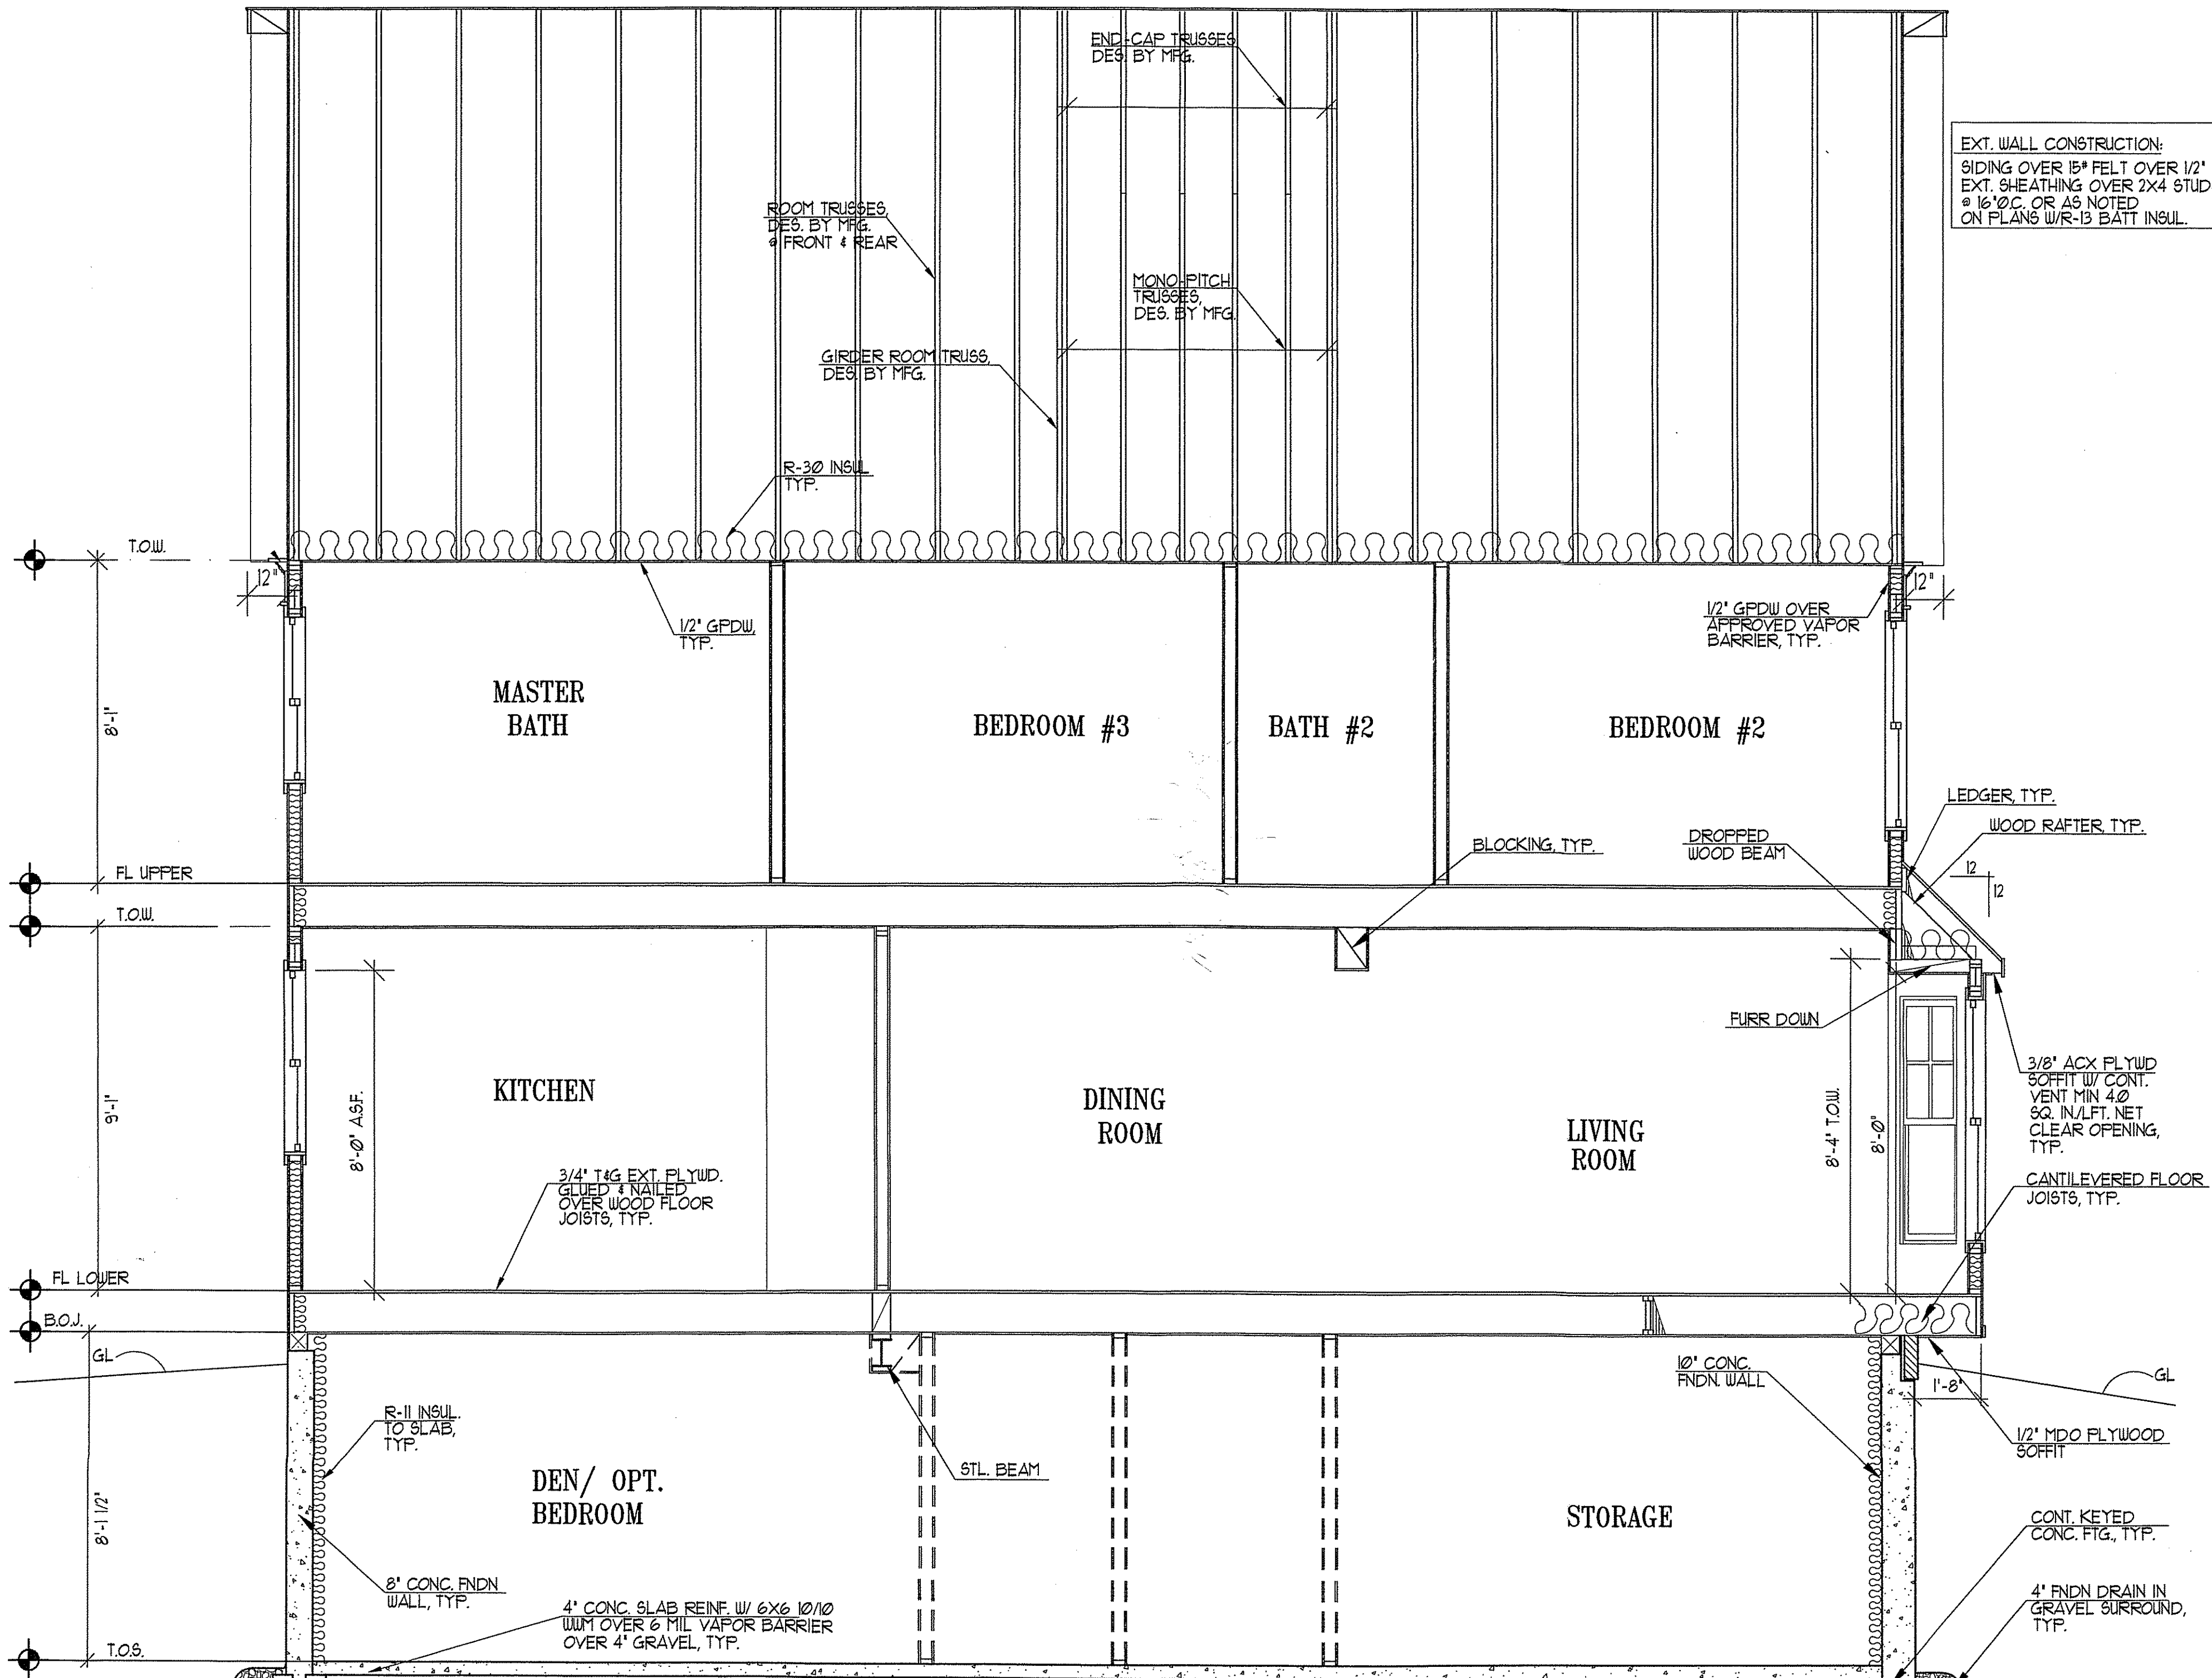 END-CAP TRUSSES
DES. BY MFG.
EXT. WALL CONSTRUCTION:
SIDING OVER 15# FELT OVER 1/2"
EXT. SHEATHING OVER 2X4 STUD
@ 16"O.C. OR AS NOTED
ON PLANS W/R-13 BATT INSUL.
ROOM TRUSSES,
DES. BY MFG.
@ FRONT & REAR
MONO-PITCH
TRUSSES,
DES. BY MFG.
GIRDER ROOM TRUSS,
DES. BY MFG.
R-30 INSUL
TYP.
T.O.W.
12"
12"
1/2" GPDW,
TYP.
1/2" GPDW OVER
APPROVED VAPOR
BARRIER, TYP.
8'-1"
MASTER
BATH
BEDROOM #3
BATH #2
BEDROOM #2
LEDGER, TYP.
WOOD RAFTER, TYP.
BLOCKING, TYP.
DROPPED
WOOD BEAM
12
12
FL UPPER
T.O.W.
FURR DOWN
9'-1"
8'-0" A.S.F.
KITCHEN
DINING
ROOM
LIVING
ROOM
8'-4" T.O.W.
8'-0"
3/8" ACX PLYWD
SOFFIT W/ CONT.
VENT MIN 4.0
SQ. IN/LFT. NET
CLEAR OPENING,
TYP.
3/4" T&G EXT. PLYWD.
GLUED & NAILED
OVER WOOD FLOOR
JOISTS, TYP.
CANTILEVERED FLOOR
JOISTS, TYP.
FL LOWER
B.O.J.
GL
10" CONC.
FNDN. WALL
1'-8"
GL
R-11 INSUL.
TO SLAB,
TYP.
1/2" MDO PLYWOOD
SOFFIT
STL. BEAM
8'-1 1/2"
DEN/ OPT.
BEDROOM
STORAGE
CONT. KEYED
CONC. FTG., TYP.
8" CONC. FNDN
WALL, TYP.
4" CONC. SLAB REINF. W/ 6X6 10/10
WWM OVER 6 MIL VAPOR BARRIER
OVER 4" GRAVEL, TYP.
4" FNDN DRAIN IN
GRAVEL SURROUND,
TYP.
T.O.S.